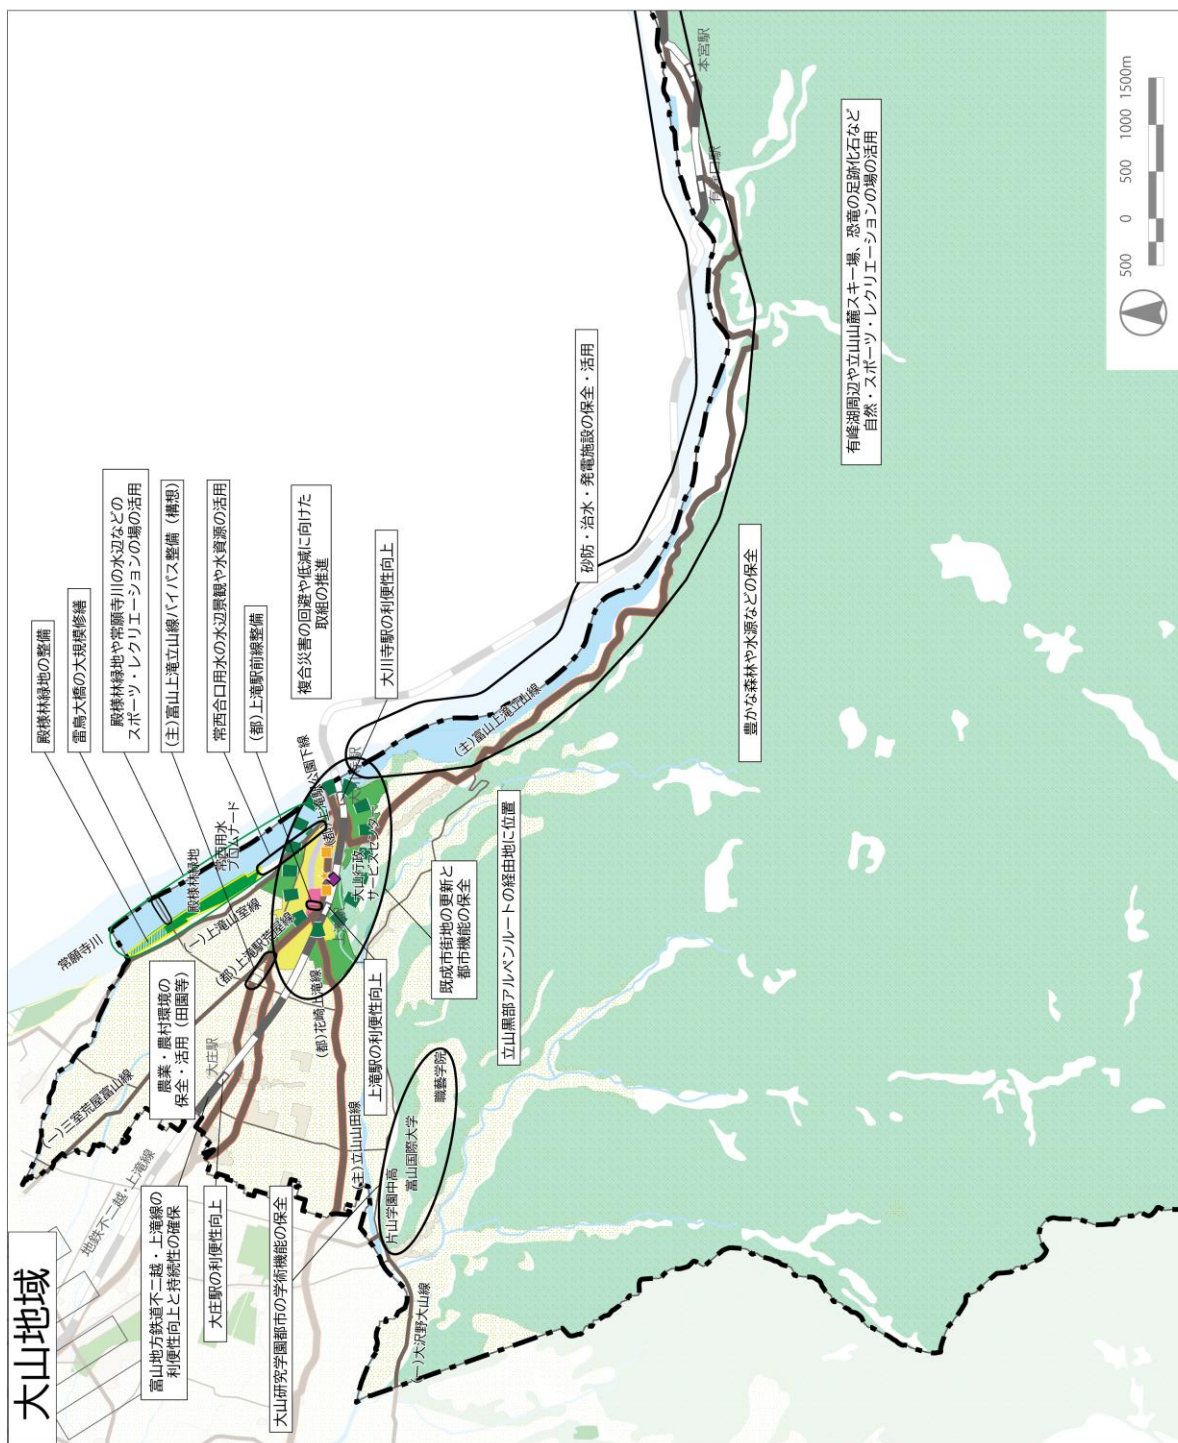 大山地域
富山地方鉄道不二越・上滝線の
利便性向上と持続性の確保
大庄駅の利便性向上
大山研究学園都市の学術機能の保全
農業・農村環境の
保全・活用（田園等）
殿様林緑地の整備
雷鳥大橋の大規模修繕
殿様林緑地や常願寺川の水辺などの
スポーツ・レクリエーションの場の活用
(主)富山上滝立山線バイパス整備（構想）
常西合口用水の水辺景観や水資源の活用
(都)上滝駅前線整備
複合災害の回避や低減に向けた
取組の推進
大川寺駅の利便性向上
砂防・治水・発電施設の保全・活用
上滝駅の利便性向上
既成市街地の更新と
都市機能の保全
立山黒部アルペンルートの経由地に位置
豊かな森林や水源などの保全
有峰湖周辺や立山山麓スキー場、恐竜の足跡化石など
自然・スポーツ・レクリエーションの場の活用
地鉄不二越・上滝線
(一)三室荒屋富山線
大庄駅
常願寺川
殿様林緑地
常西用水
プロムナード
(一)上滝山室線
(都)上滝駅荒屋線
(都)花崎上滝線
(都)上滝駅公園下線
大山行政
サービスセンター
(主)富山上滝立山線
(主)立山山田線
片山学園中高
富山国際大学
職藝学院
(一)大沢野大山線
有峰口駅
本宮駅
500 0 500 1000 1500m